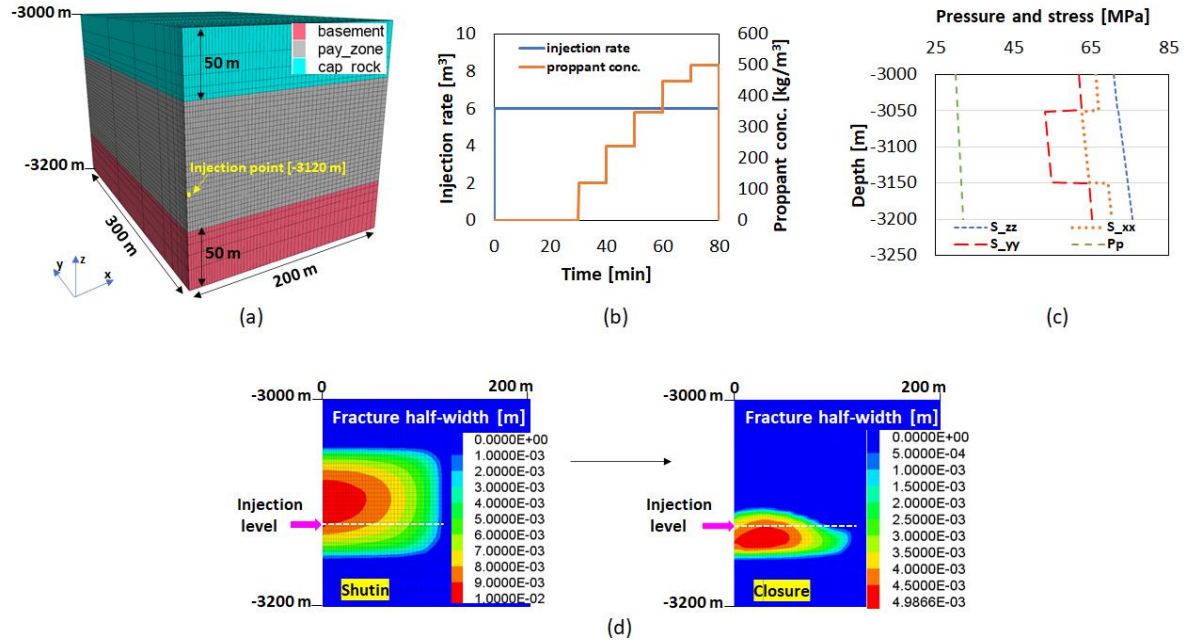 -3000 m
basement
pay_zone
cap_rock
50 m
Injection point [-3120 m]
-3200 m
50 m
300 m
200 m
y
z
x
(a)
Injection rate [m³]
10
8
6
4
2
0
injection rate
proppant conc.
600
500
400
300
200
100
0
Proppant conc. [kg/m³]
0 20 40 60 80
Time [min]
(b)
Pressure and stress [MPa]
25 45 65 85
Depth [m]
-3000
-3050
-3100
-3150
-3200
-3250
S_zz S_xx
S_yy Pp
(c)
0 200 m
-3000 m
Fracture half-width [m]
0.0000E+00
1.0000E-03
2.0000E-03
3.0000E-03
4.0000E-03
5.0000E-03
6.0000E-03
7.0000E-03
8.0000E-03
9.0000E-03
1.0000E-02
Injection
level
Shutin
-3200 m
0 200 m
-3000 m
Fracture half-width [m]
0.0000E+00
5.0000E-04
1.0000E-03
1.5000E-03
2.0000E-03
2.5000E-03
3.0000E-03
3.5000E-03
4.0000E-03
4.5000E-03
4.9866E-03
Injection
level
Closure
-3200 m
(d)